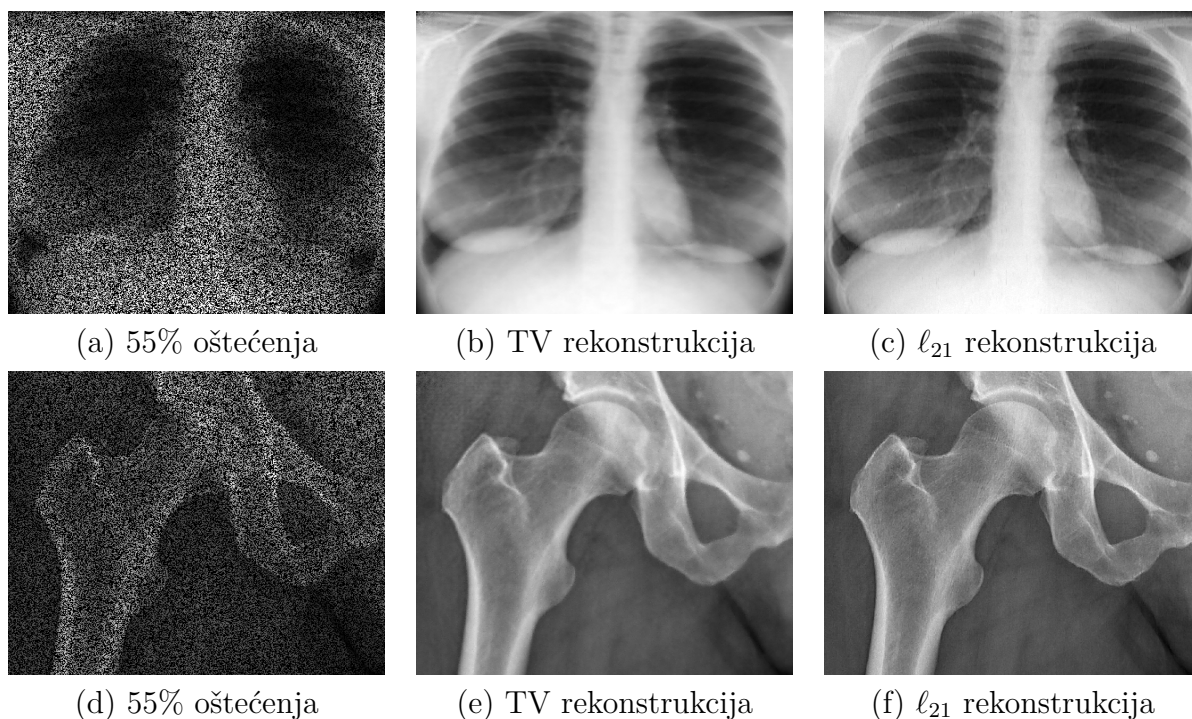 (a) 55% oštećenja (b) TV rekonstrukcija (c) ℓ₂₁ rekonstrukcija
(d) 55% oštećenja (e) TV rekonstrukcija (f) ℓ₂₁ rekonstrukcija